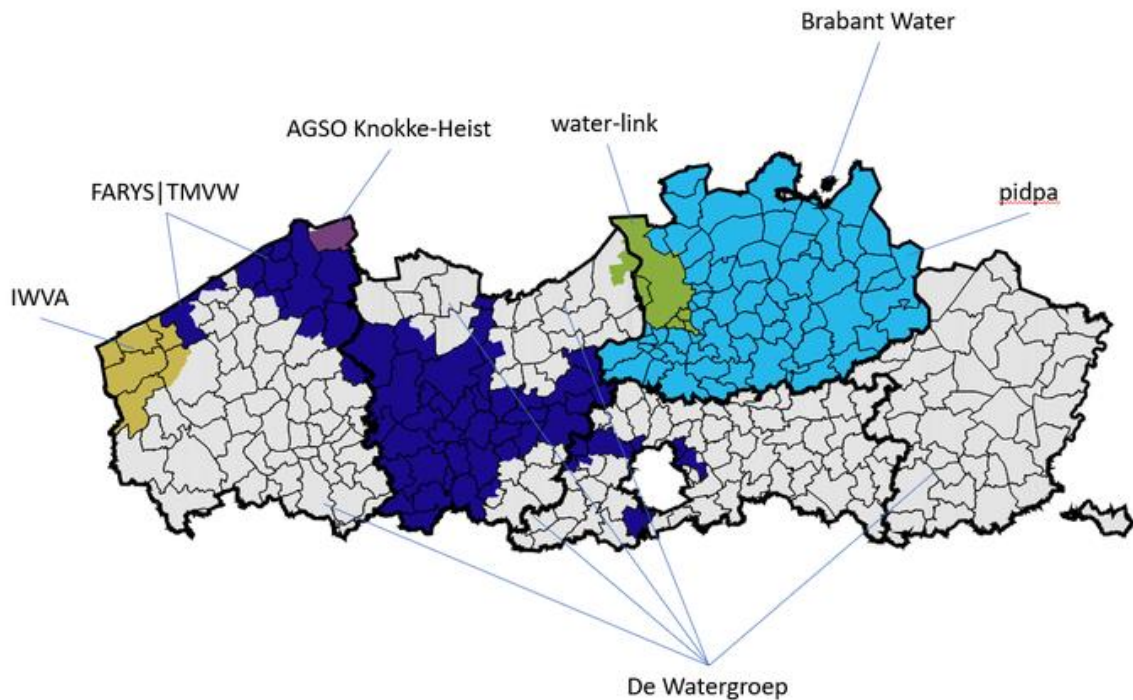 Brabant Water
AGSO Knokke-Heist
water-link
FARYS|TMVW
pidpa
IWVA
De Watergroep